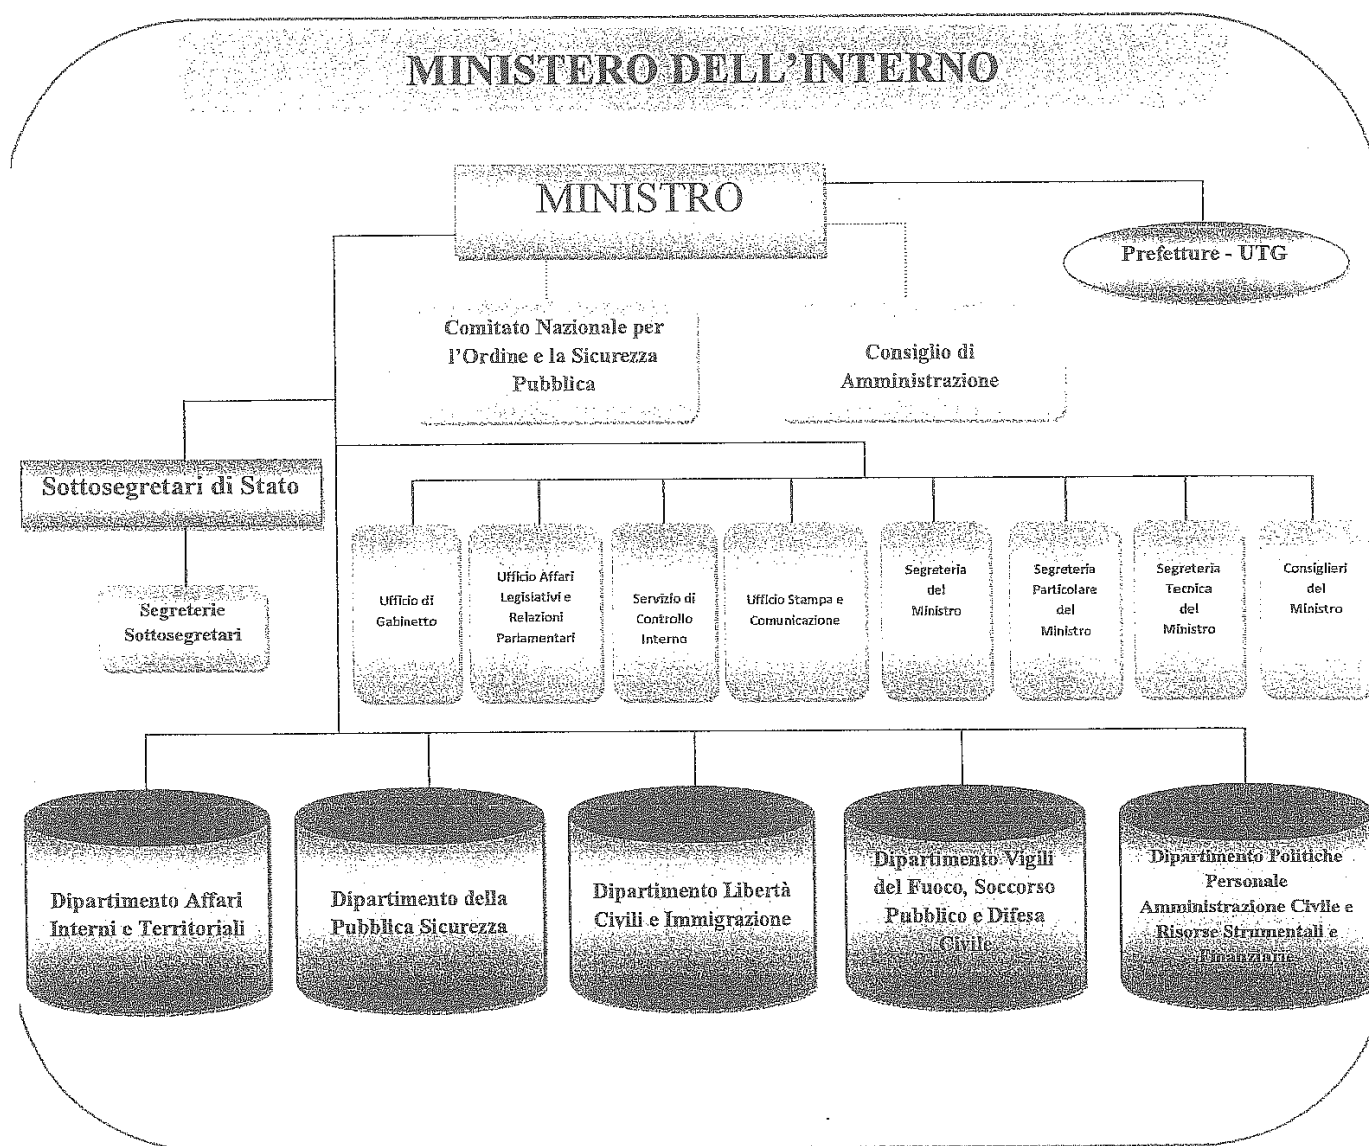 MINISTERO DELL'INTERNO
MINISTRO
Prefetture - UTG
Comitato Nazionale per
l'Ordine e la Sicurezza
Pubblica
Consiglio di
Amministrazione
Sottosegretari di Stato
Segreterie
Sottosegretari
Ufficio di
Gabinetto
Ufficio Affari
Legislativi e
Relazioni
Parlamentari
Servizio di
Controllo
Interno
Ufficio Stampa e
Comunicazione
Segreteria
del
Ministro
Segreteria
Particolare
del
Ministro
Segreteria
Tecnica
del
Ministro
Consiglieri
del
Ministro
Dipartimento Affari
Interni e Territoriali
Dipartimento della
Pubblica Sicurezza
Dipartimento Libertà
Civili e Immigrazione
Dipartimento Vigili
del Fuoco, Soccorso
Pubblico e Difesa
Civile
Dipartimento Politiche
Personale
Amministrazione Civile e
Risorse Strumentali e
Finanziarie